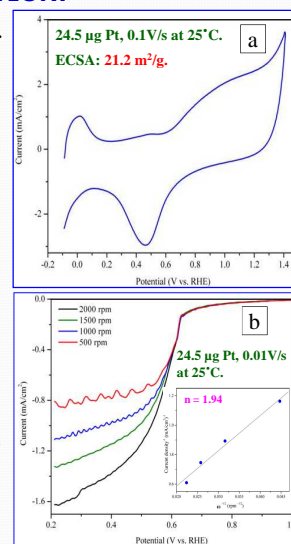 24.5 µg Pt, 0.1V/s at 25˚C.
a
ECSA: 21.2 m²/g.
Current (mA/cm²)
4
2
0
-2
-0.2 0.0 0.2 0.4 0.6 0.8 1.0 1.2 1.4
Potential (V vs. RHE)
2000 rpm
1500 rpm
1000 rpm
500 rpm
b
24.5 µg Pt, 0.01V/s
at 25˚C.
n = 1.94
Current (mA/cm²)
0.0
-0.4
-0.8
-1.2
-1.6
0.2 0.4 0.6 0.8
Potential (V vs. RHE)